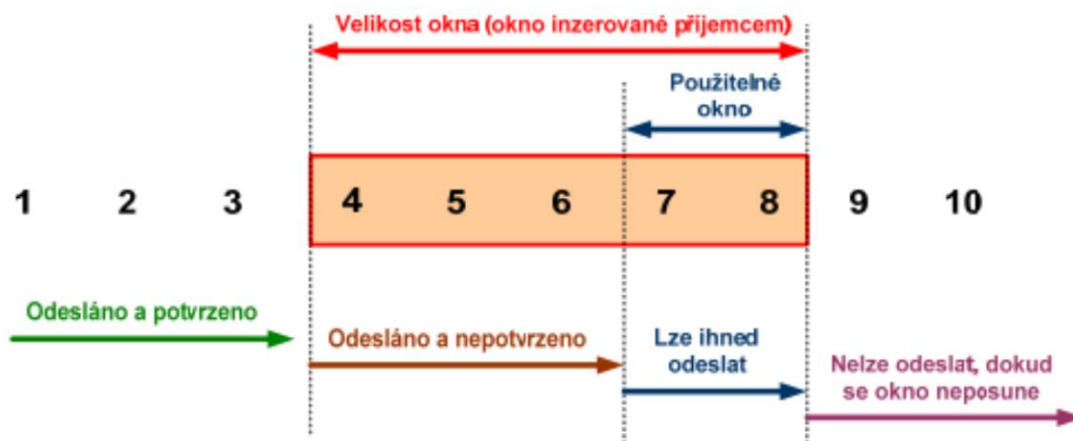 Velikost okna (okno inzerované příjemcem)
Použitelné
okno
1 2 3 4 5 6 7 8 9 10
Odesláno a potvrzeno
Odesláno a nepotvrzeno
Lze ihned
odeslat
Nelze odeslat, dokud
se okno neposune